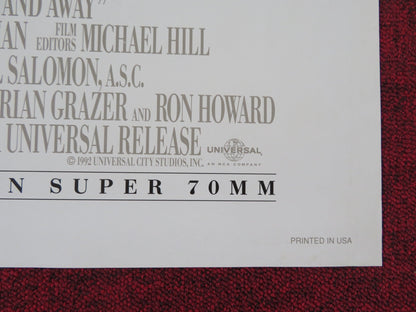 AND AWAY"
FILM EDITORS MICHAEL HILL
SALOMON, A.S.C.
RIAN GRAZER AND RON HOWARD
UNIVERSAL RELEASE
© 1992 UNIVERSAL CITY STUDIOS, INC.
UNIVERSAL
AN MCA COMPANY
N SUPER 70MM
PRINTED IN USA